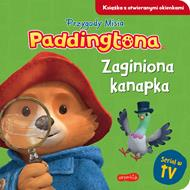 Książka z otwieranymi okienkami
Przygody Misia
Paddingtona
Zaginiona
kanapka
Serial w
TV